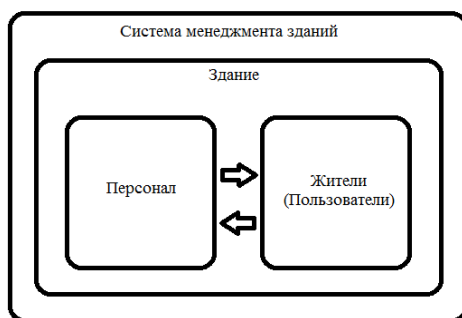 Система менеджмента зданий
Здание
Персонал
Жители
(Пользователи)